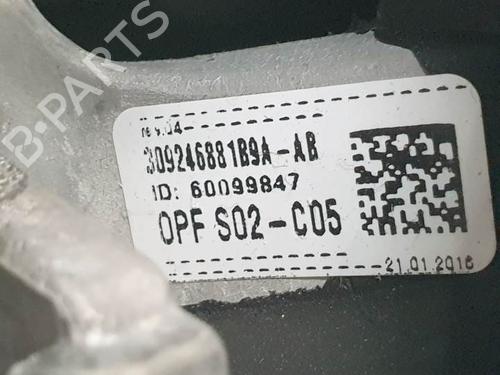 B-PARTS
309246881B9A-AB
ID: 60099847
OPF S02-C05
21.01.2016